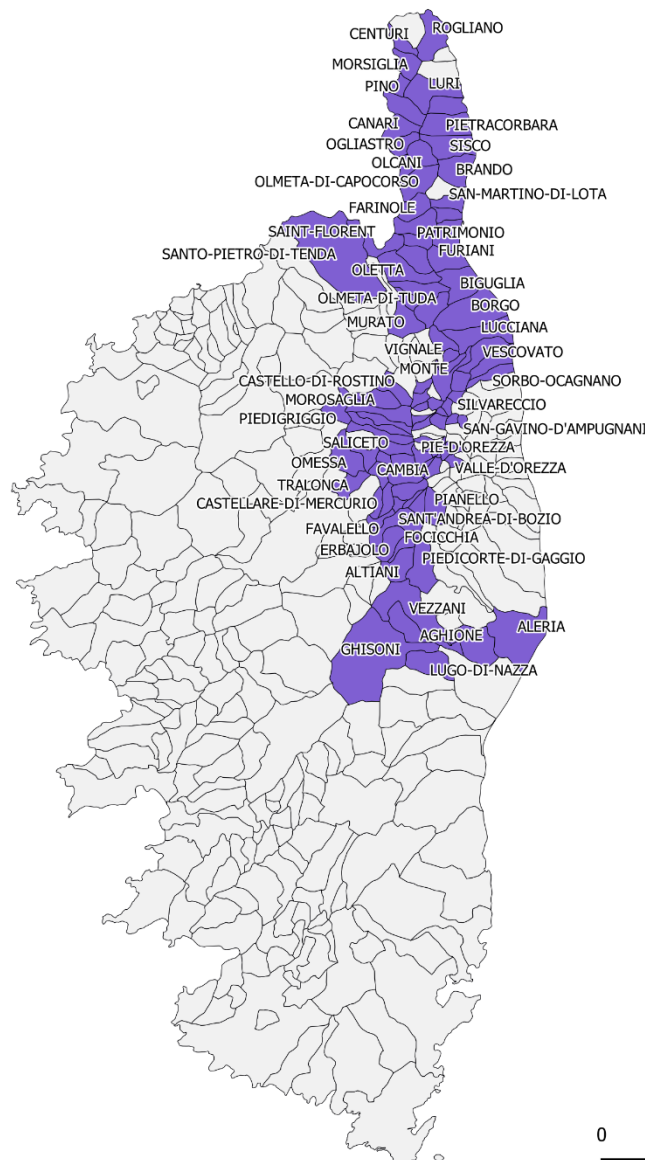 ROGLIANO
CENTURI
MORSIGLIA
LURI
PINO
CANARI
PIETRACORBARA
OGLIASTRO
SISCO
OLCANI
BRANDO
OLMETA-DI-CAPOCORSO
SAN-MARTINO-DI-LOTA
FARINOLE
SAINT-FLORENT
PATRIMONIO
SANTO-PIETRO-DI-TENDA
FURIANI
OLETTA
BIGUGLIA
OLMETA-DI-TUDA
BORGO
MURATO
LUCCIANA
VIGNALE
VESCOVATO
MONTE
CASTELLO-DI-ROSTINO
SORBO-OCAGNANO
MOROSAGLIA
SILVARECCIO
PIEDIGRIGGIO
SAN-GAVINO-D'AMPUGNANI
SALICETO
PIE-D'OREZZA
OMESSA
CAMBIA
VALLE-D'OREZZA
TRALONCA
PIANELLO
CASTELLARE-DI-MERCURIO
SANT'ANDREA-DI-BOZIO
FAVALELLO
FOCICCHIA
ERBAJOLO
PIEDICORTE-DI-GAGGIO
ALTIANI
VEZZANI
ALERIA
AGHIONE
GHISONI
LUGO-DI-NAZZA
0